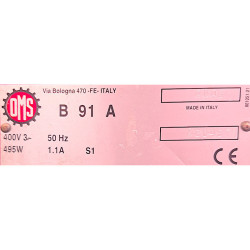 Via Bologna 470 -FE- ITALY
OMS
B 91 A
MADE IN ITALY
400V 3~ 50 Hz
495W 1.1A S1
CE